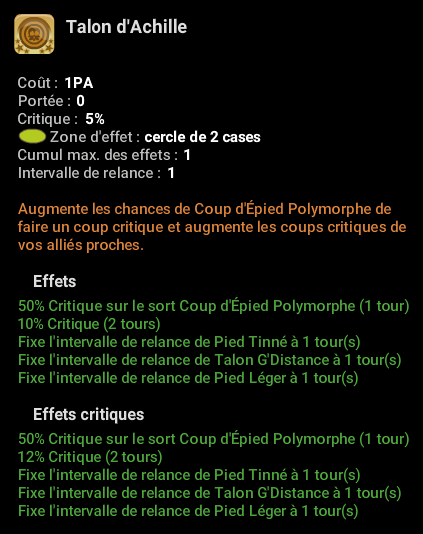 Talon d'Achille
Coût : 1PA
Portée : 0
Critique : 5%
Zone d'effet : cercle de 2 cases
Cumul max. des effets : 1
Intervalle de relance : 1
Augmente les chances de Coup d'Épied Polymorphe de
faire un coup critique et augmente les coups critiques de
vos alliés proches.
Effets
50% Critique sur le sort Coup d'Épied Polymorphe (1 tour)
10% Critique (2 tours)
Fixe l'intervalle de relance de Pied Tinné à 1 tour(s)
Fixe l'intervalle de relance de Talon G'Distance à 1 tour(s)
Fixe l'intervalle de relance de Pied Léger à 1 tour(s)
Effets critiques
50% Critique sur le sort Coup d'Épied Polymorphe (1 tour)
12% Critique (2 tours)
Fixe l'intervalle de relance de Pied Tinné à 1 tour(s)
Fixe l'intervalle de relance de Talon G'Distance à 1 tour(s)
Fixe l'intervalle de relance de Pied Léger à 1 tour(s)